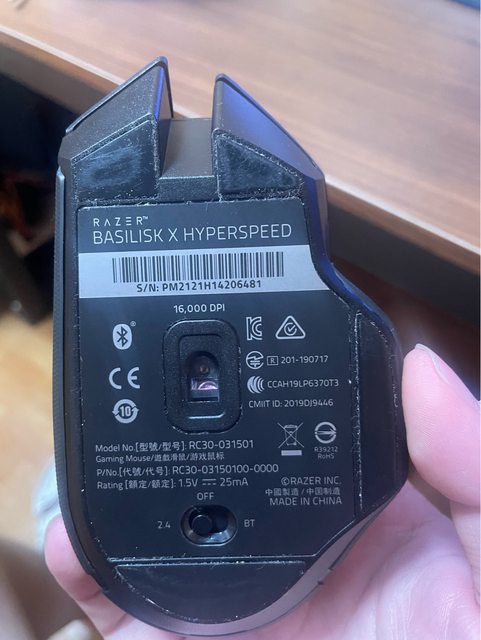 RAZER™
BASILISK X HYPERSPEED
S/N: PM2121H14206481
16,000 DPI
R 201-190717
CCAH19LP6370T3
CMIIT ID: 2019DJ9446
CE
10
Model No.[型號/型号]: RC30-031501
Gaming Mouse/遊戲滑鼠/游戏鼠标
P/No.[代號/代号]: RC30-03150100-0000
Rating [額定/额定]: 1.5V ⎓ 25mA
R39212
RoHS
©RAZER INC.
中國製造 / 中国制造
MADE IN CHINA
OFF
2.4
BT